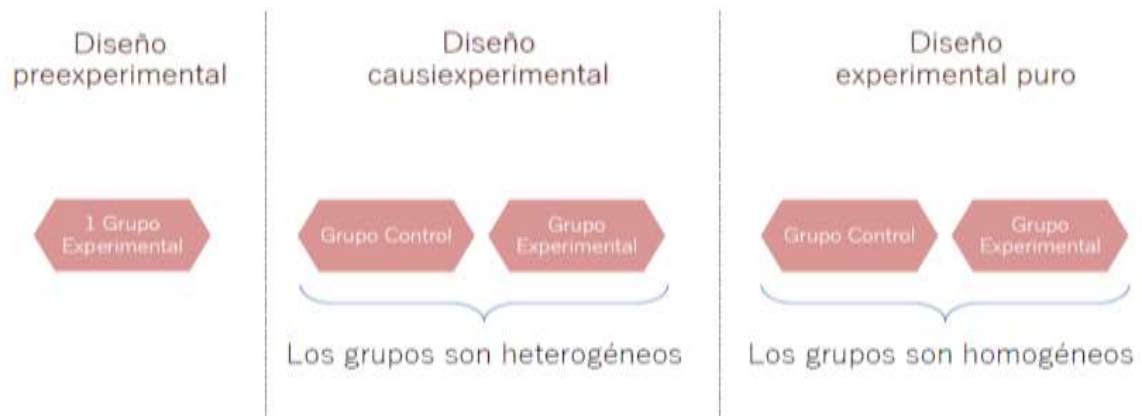 Diseño
preexperimental
1 Grupo
Experimental
Diseño
causiexperimental
Grupo Control
Grupo
Experimental
Los grupos son heterogéneos
Diseño
experimental puro
Grupo Control
Grupo
Experimental
Los grupos son homogéneos